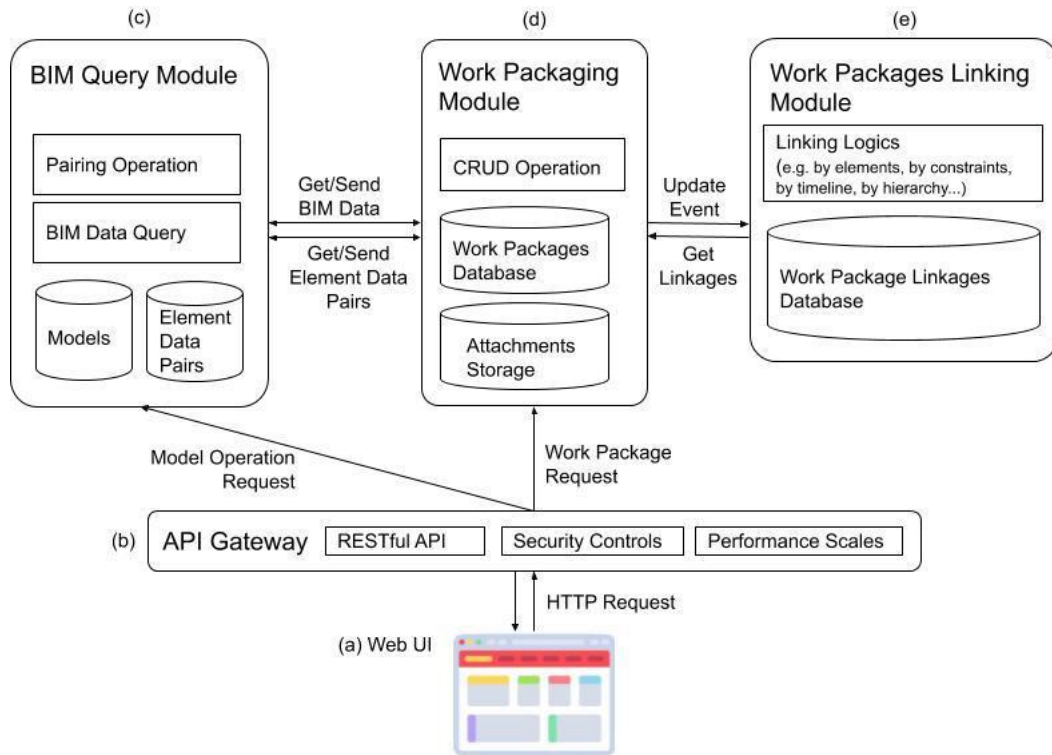 (c)
(d)
(e)
BIM Query Module
Pairing Operation
BIM Data Query
Models
Element
Data
Pairs
Get/Send
BIM Data
Get/Send
Element Data
Pairs
Work Packaging
Module
CRUD Operation
Work Packages
Database
Attachments
Storage
Update
Event
Get
Linkages
Work Packages Linking
Module
Linking Logics
(e.g. by elements, by constraints,
by timeline, by hierarchy...)
Work Package Linkages
Database
Model Operation
Request
Work Package
Request
(b)
API Gateway
RESTful API
Security Controls
Performance Scales
HTTP Request
(a) Web UI